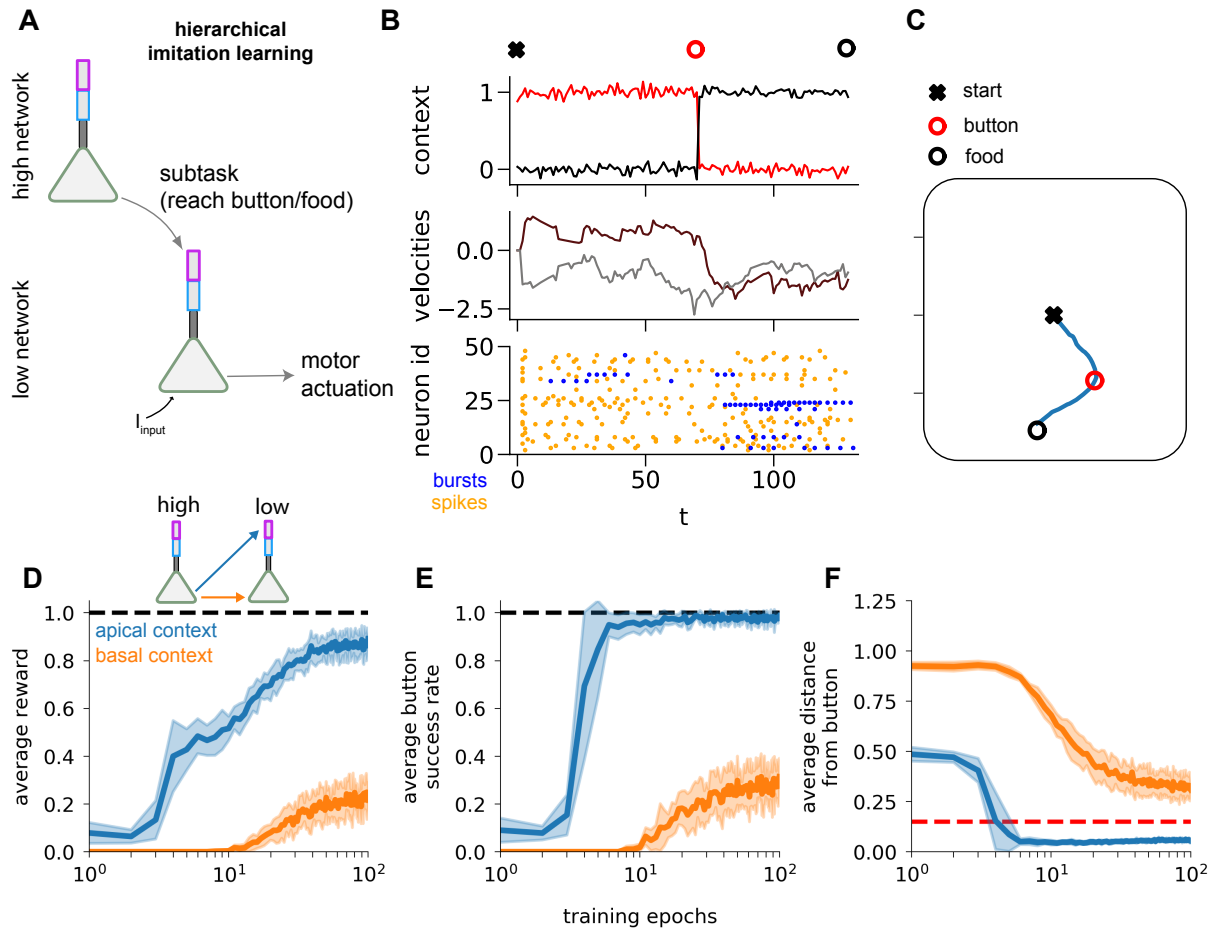 A
hierarchical
imitation learning
high network
subtask
(reach button/food)
low network
motor
actuation
I_input
B
context
1
0
velocities
0.0
−2.5
neuron id
50
25
0
bursts
spikes
0
50
100
t
C
start
button
food
high
low
D
average reward
1.0
0.8
0.6
0.4
0.2
0.0
apical context
basal context
10^0
10^1
10^2
E
average button
success rate
1.0
0.8
0.6
0.4
0.2
0.0
10^0
10^1
10^2
training epochs
F
average distance
from button
1.25
1.00
0.75
0.50
0.25
0.00
10^0
10^1
10^2